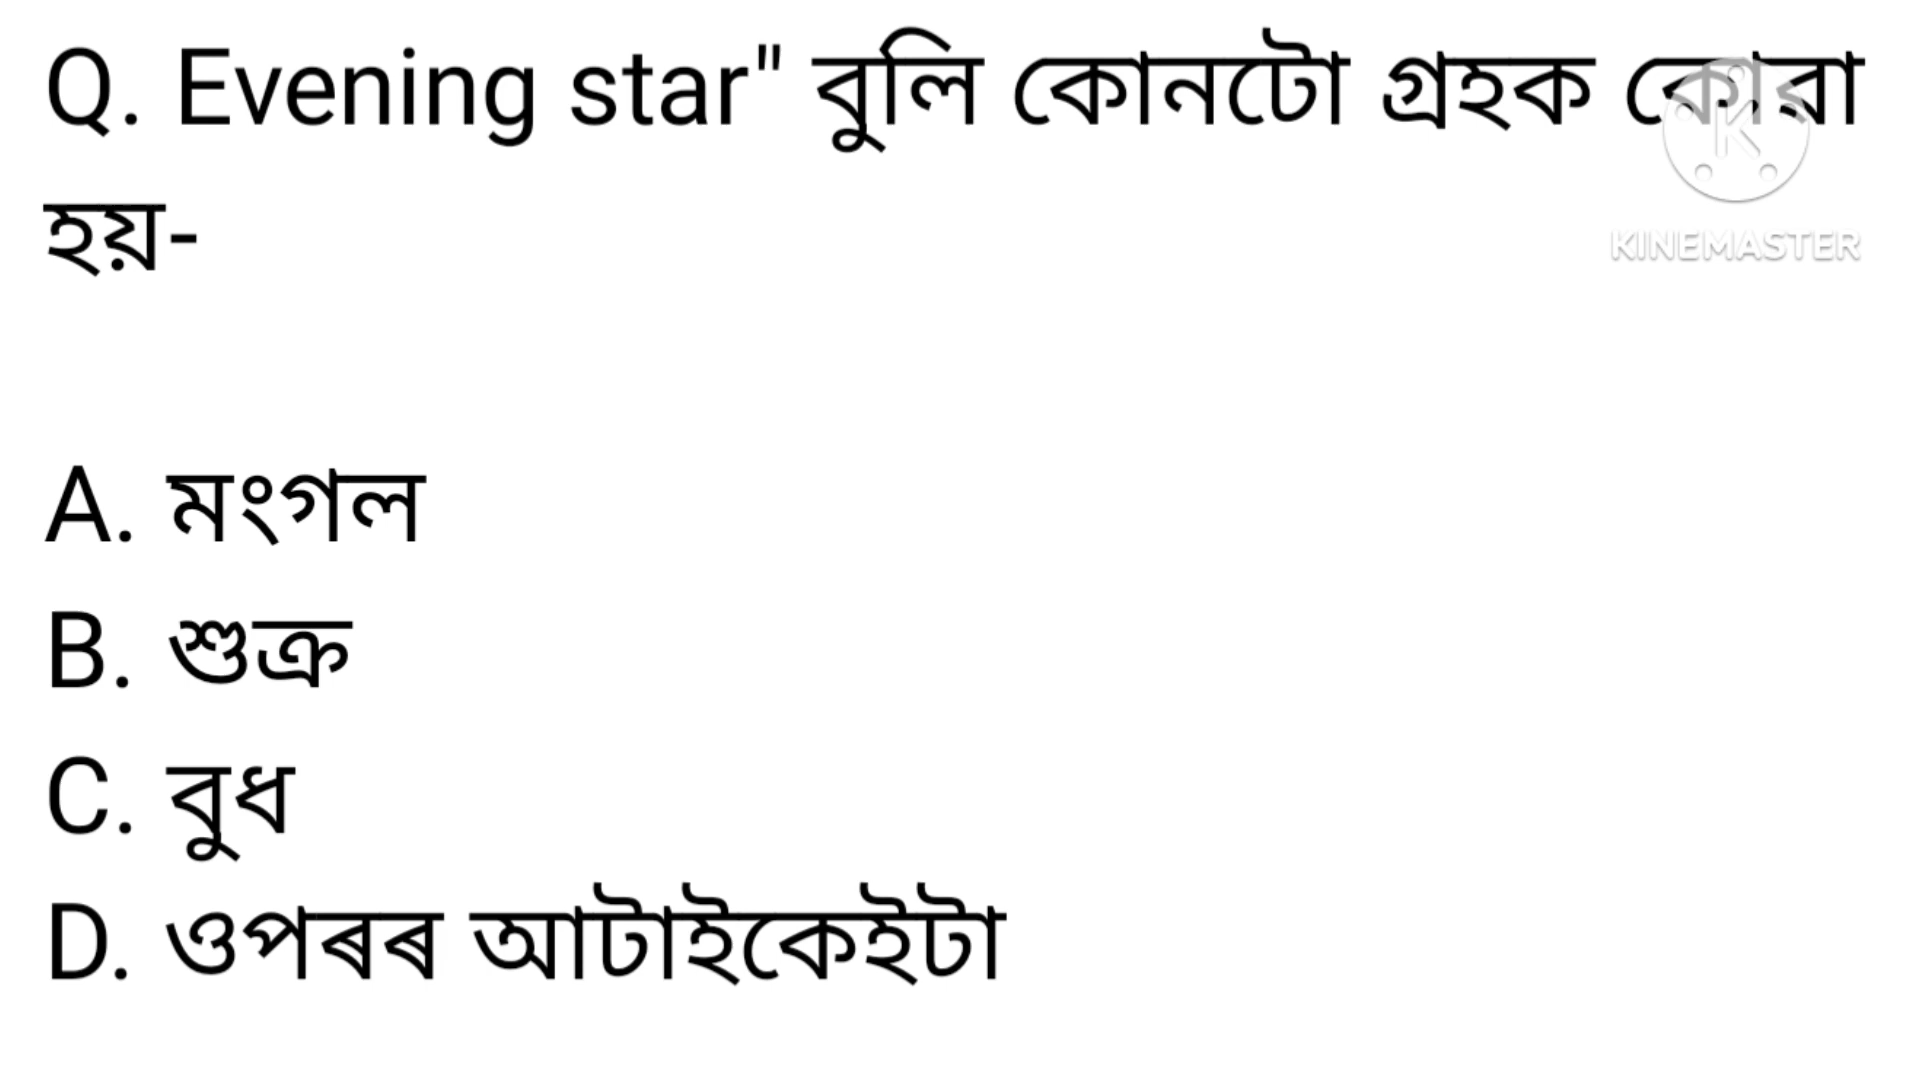 Q. Evening star" বুলি কোনটো গ্ৰহক কোৱা
হয়-
KINEMASTER
A. মংগল
B. শুক্ৰ
C. বুধ
D. ওপৰৰ আটাইকেইটা